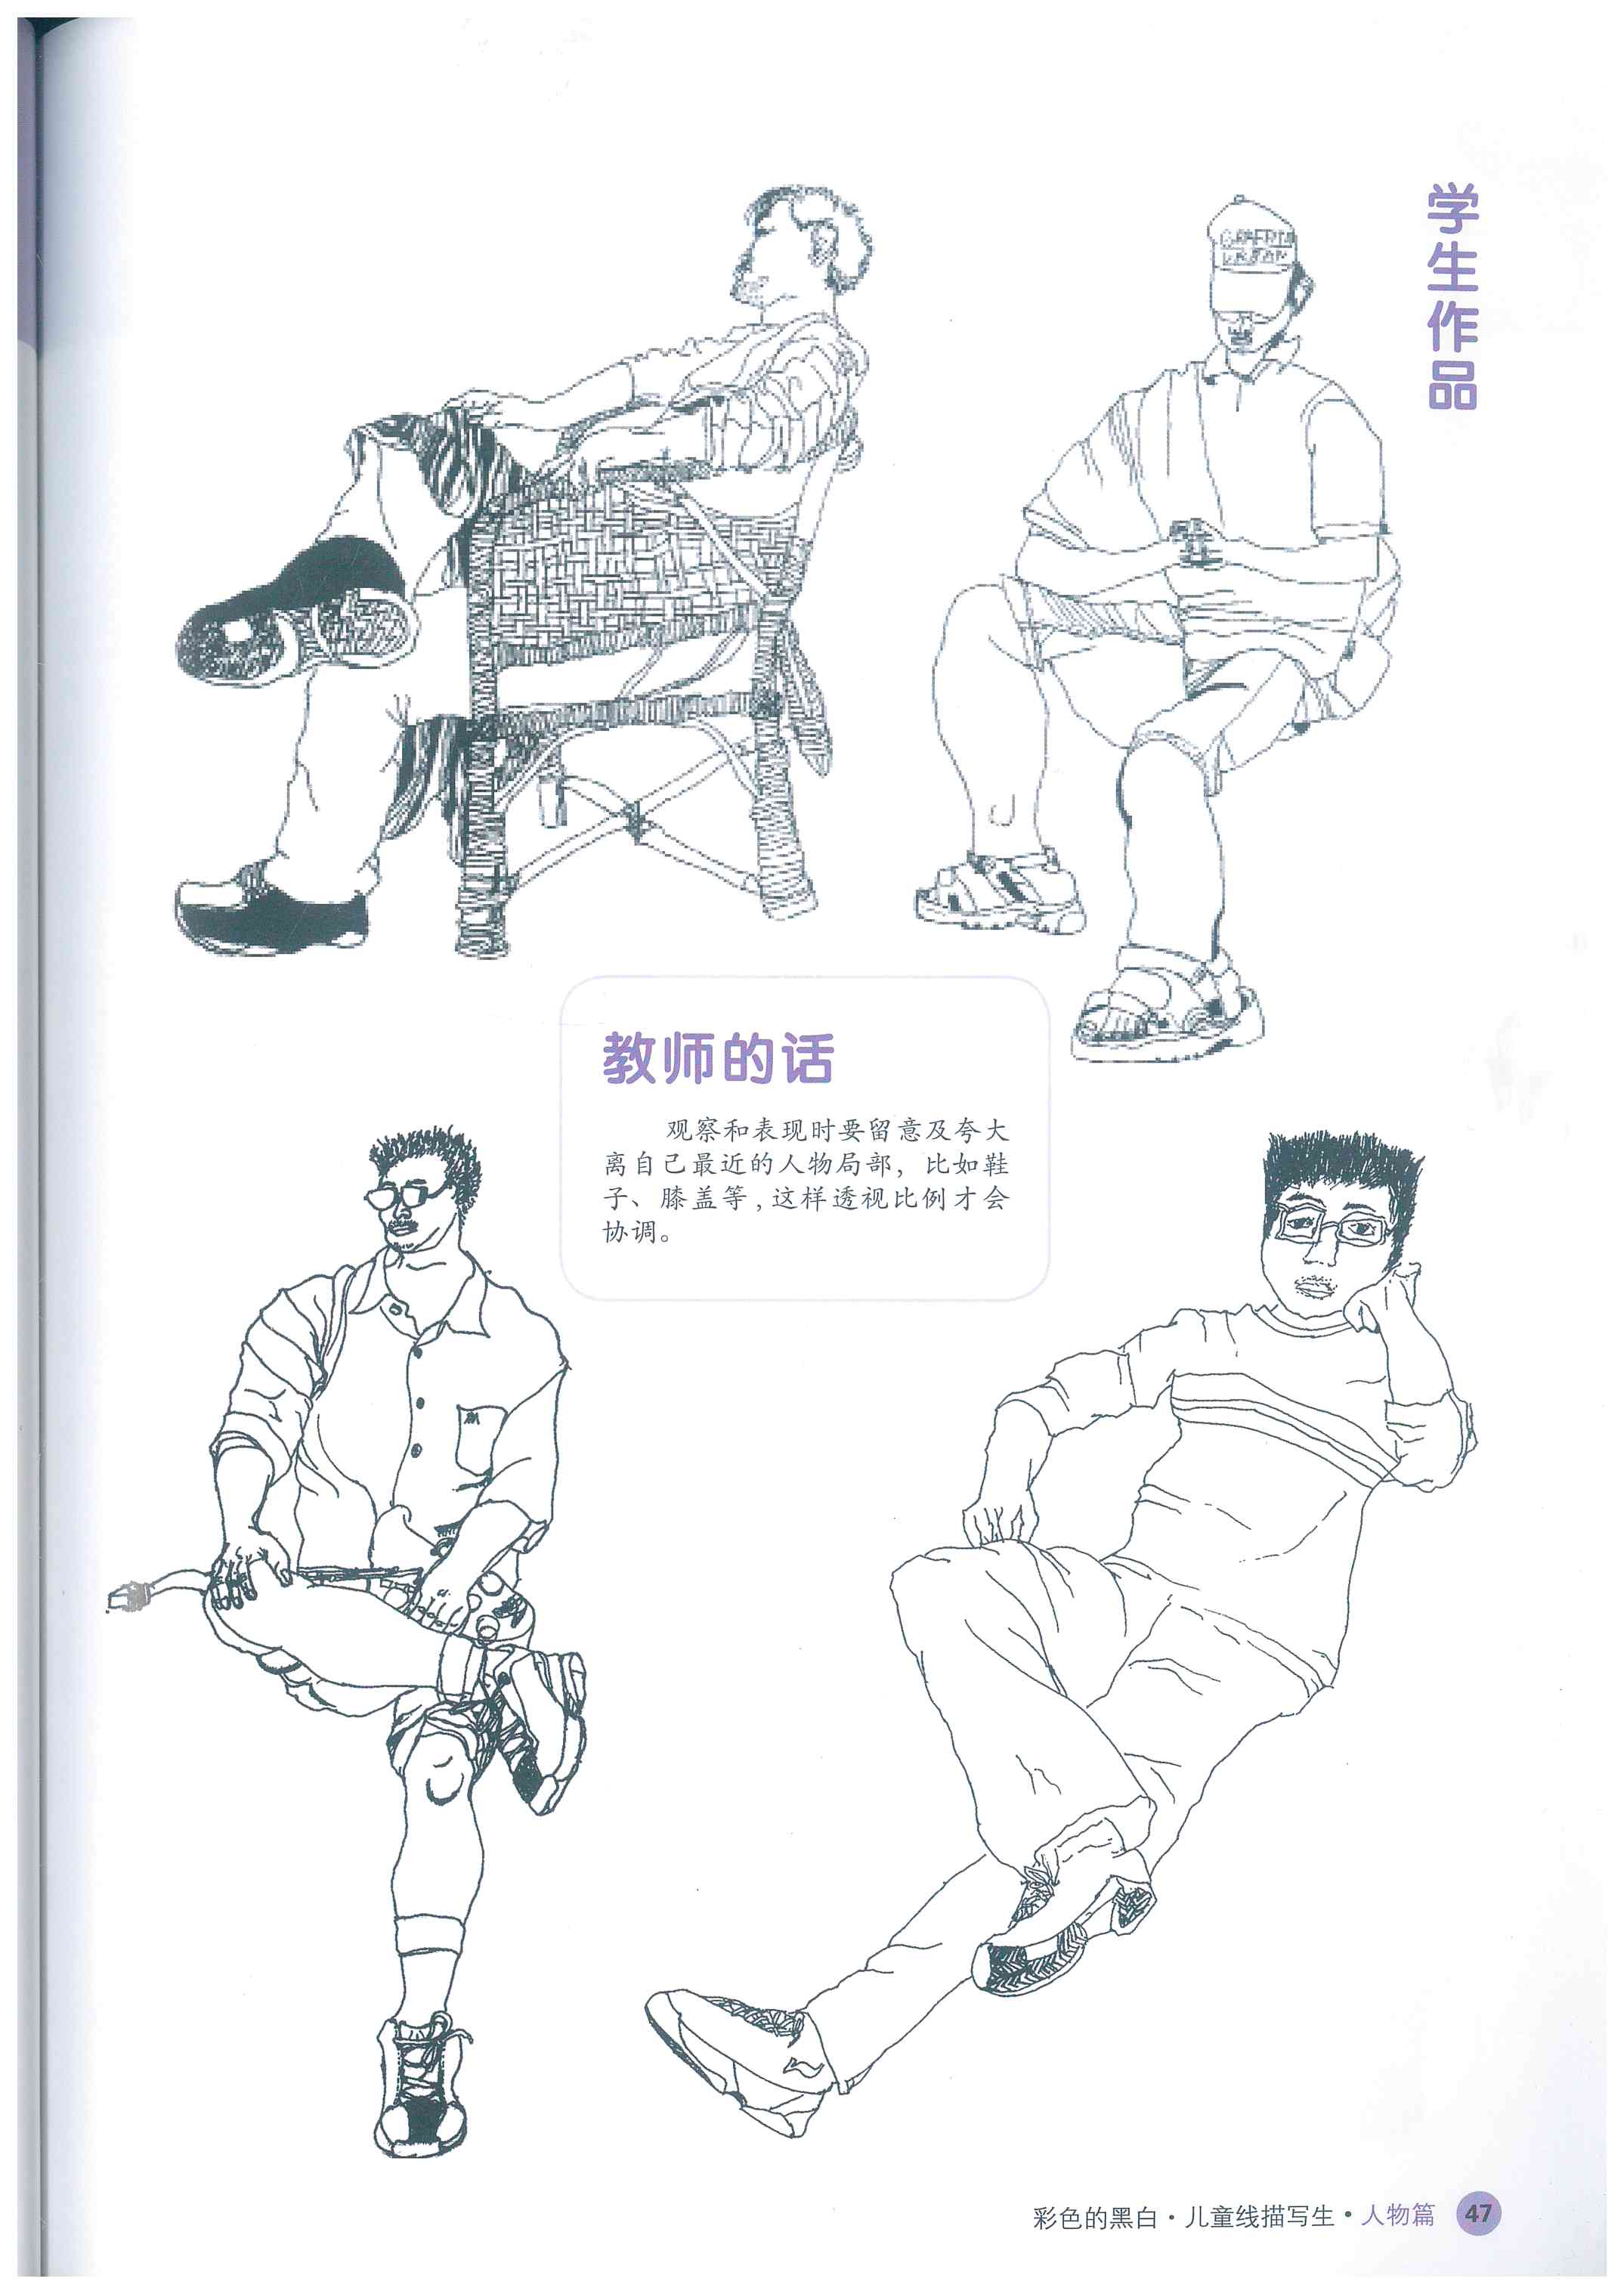 学生作品
教师的话
观察和表现时要留意及夸大
离自己最近的人物局部，比如鞋
子、膝盖等，这样透视比例才会
协调。
彩色的黑白·儿童线描写生·人物篇 47